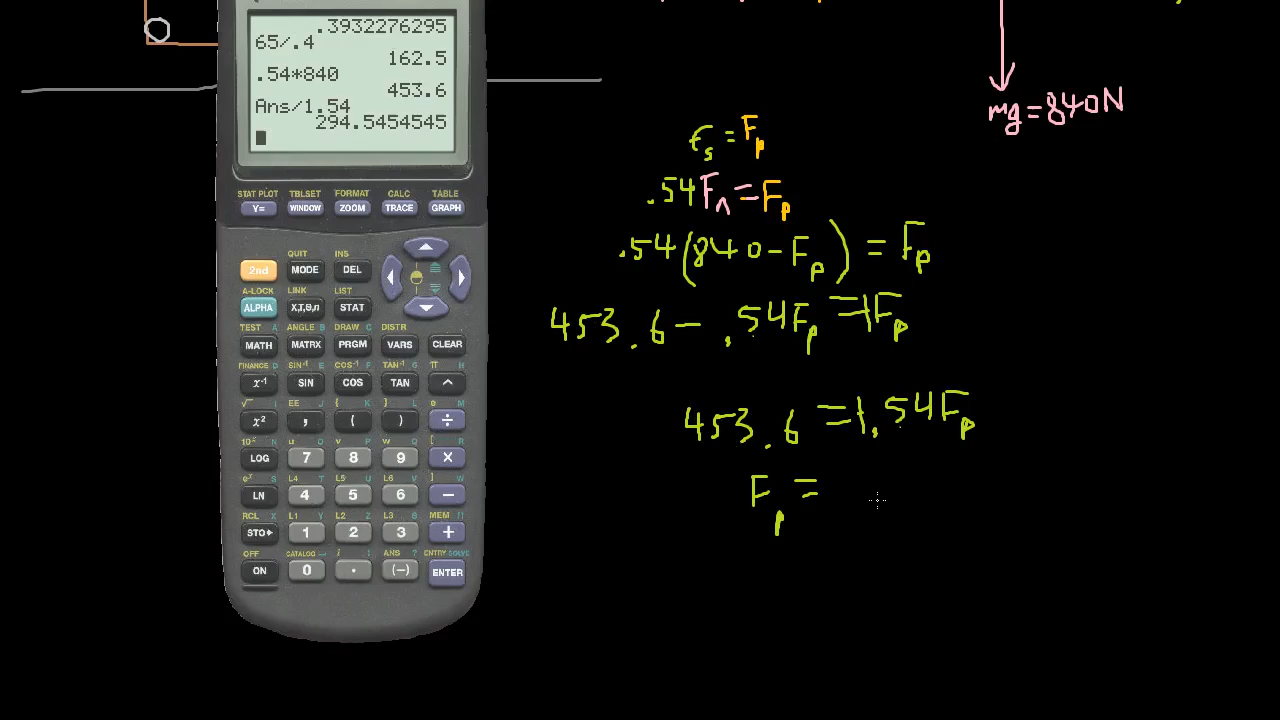 .3932276295
65/.4
162.5
.54*840
453.6
Ans/1.54
294.5454545
mg=840N
fs=Fp
.54Fn=Fp
.54(840-Fp)=Fp
453.6-.54Fp=1Fp
453.6=1.54Fp
Fp=
STAT PLOT TBLSET FORMAT CALC TABLE
Y= WINDOW ZOOM TRACE GRAPH
QUIT INS
2nd MODE DEL
A-LOCK LINK LIST
ALPHA X,T,θ,n STAT
TEST A ANGLE B DRAW C DISTR
MATH MATRX PRGM VARS CLEAR
FINANCE D SIN⁻¹ E COS⁻¹ F TAN⁻¹ G π H
x⁻¹ SIN COS TAN ^
√ I EE J { K } L e M
x² , ( ) ÷
10ˣ N u O v P w Q [ R
LOG 7 8 9 ×
eˣ S L4 T L5 U L6 V ] W
LN 4 5 6 −
RCL X L1 Y L2 Z L3 θ MEM "
STO▸ 1 2 3 +
OFF CATALOG i : ANS ? ENTRY SOLVE
ON 0 . (−) ENTER